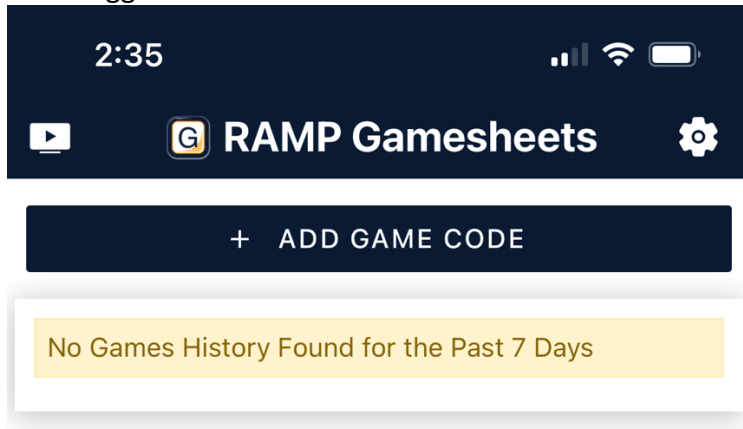 2:35
G RAMP Gamesheets
+ ADD GAME CODE
No Games History Found for the Past 7 Days